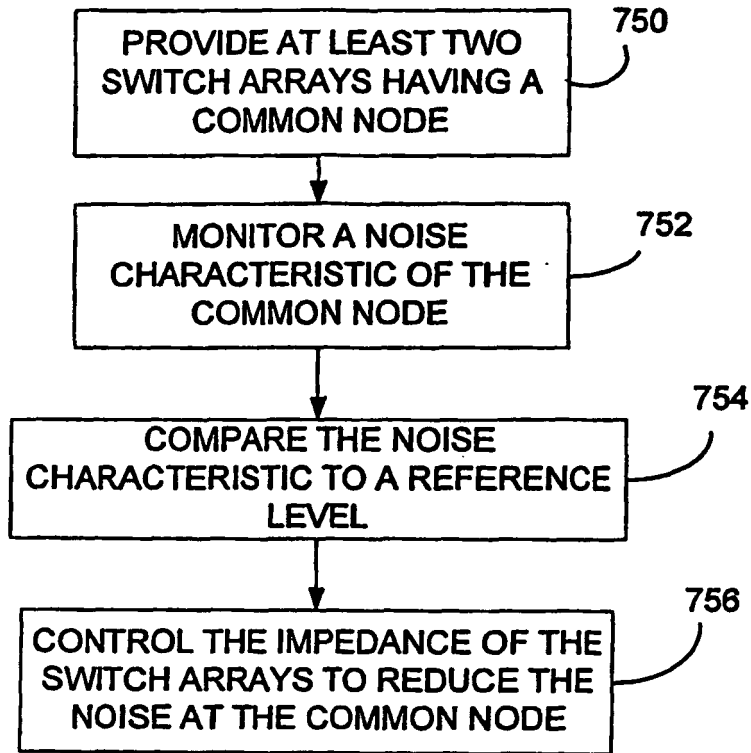 PROVIDE AT LEAST TWO
SWITCH ARRAYS HAVING A
COMMON NODE
750
MONITOR A NOISE
CHARACTERISTIC OF THE
COMMON NODE
752
COMPARE THE NOISE
CHARACTERISTIC TO A REFERENCE
LEVEL
754
CONTROL THE IMPEDANCE OF THE
SWITCH ARRAYS TO REDUCE THE
NOISE AT THE COMMON NODE
756